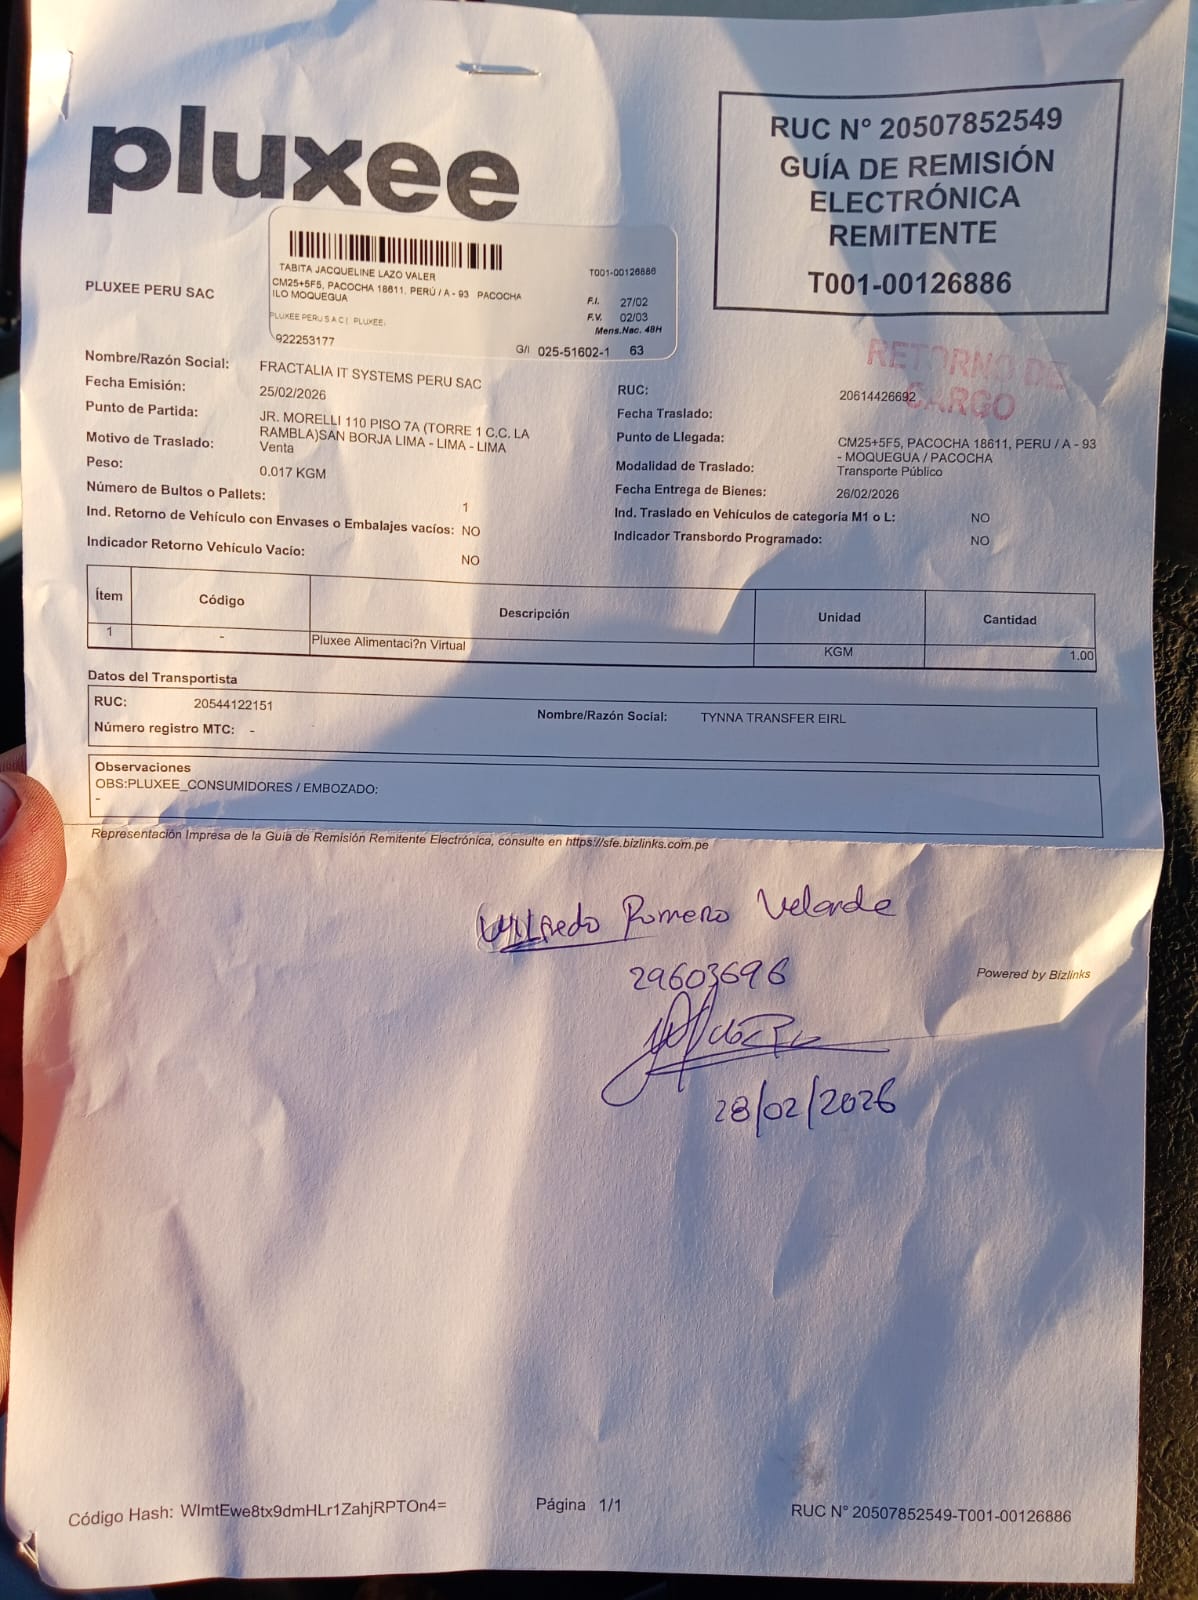 pluxee
RUC N° 20507852549
GUÍA DE REMISIÓN
ELECTRÓNICA
REMITENTE
T001-00126886
TABITA JACQUELINE LAZO VALER
T001-00126886
CM25+5F5, PACOCHA 18611, PERÚ / A - 93 PACOCHA
ILO MOQUEGUA
F.I. 27/02
F.V. 02/03
Mens.Nac. 48H
PLUXEE PERU S A C | PLUXEE:
922253177
G/I 025-51602-1 63
PLUXEE PERU SAC
RETORNO DE
CARGO
Nombre/Razón Social: FRACTALIA IT SYSTEMS PERU SAC
RUC: 20614426692
Fecha Emisión: 25/02/2026
Fecha Traslado:
Punto de Partida: JR. MORELLI 110 PISO 7A (TORRE 1 C.C. LA
RAMBLA)SAN BORJA LIMA - LIMA - LIMA
Punto de Llegada: CM25+5F5, PACOCHA 18611, PERU / A - 93
- MOQUEGUA / PACOCHA
Motivo de Traslado: Venta
Modalidad de Traslado: Transporte Público
Peso: 0.017 KGM
Fecha Entrega de Bienes: 26/02/2026
Número de Bultos o Pallets: 1
Ind. Traslado en Vehículos de categoría M1 o L: NO
Ind. Retorno de Vehículo con Envases o Embalajes vacíos: NO
Indicador Transbordo Programado: NO
Indicador Retorno Vehículo Vacío: NO
Ítem Código Descripción Unidad Cantidad
1 - Pluxee Alimentaci?n Virtual KGM 1.00
Datos del Transportista
RUC: 20544122151
Nombre/Razón Social: TYNNA TRANSFER EIRL
Número registro MTC: -
Observaciones
OBS:PLUXEE_CONSUMIDORES / EMBOZADO:
-
Representación Impresa de la Guía de Remisión Remitente Electrónica, consulte en https://sfe.bizlinks.com.pe
Wilfredo Romero Velarde
29603696
Powered by Bizlinks
28/02/2026
Código Hash: WImtEwe8tx9dmHLr1ZahjRPTOn4=
Página 1/1
RUC N° 20507852549-T001-00126886